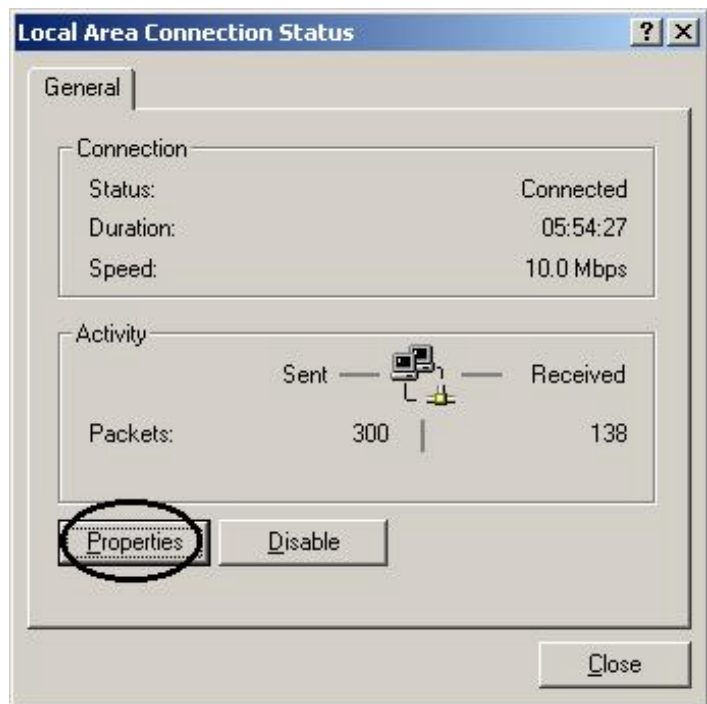 Local Area Connection Status
General
Connection
Status: Connected
Duration: 05:54:27
Speed: 10.0 Mbps
Activity
Sent Received
Packets: 300 138
Properties Disable
Close